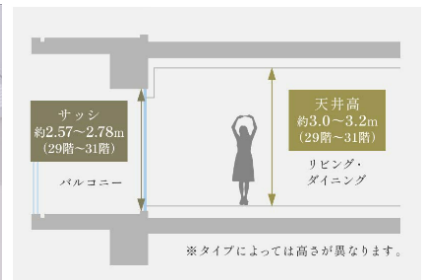 サッシ
約2.57〜2.78m
(29階〜31階)
バルコニー
天井高
約3.0〜3.2m
(29階〜31階)
リビング・
ダイニング
※タイプによっては高さが異なります。